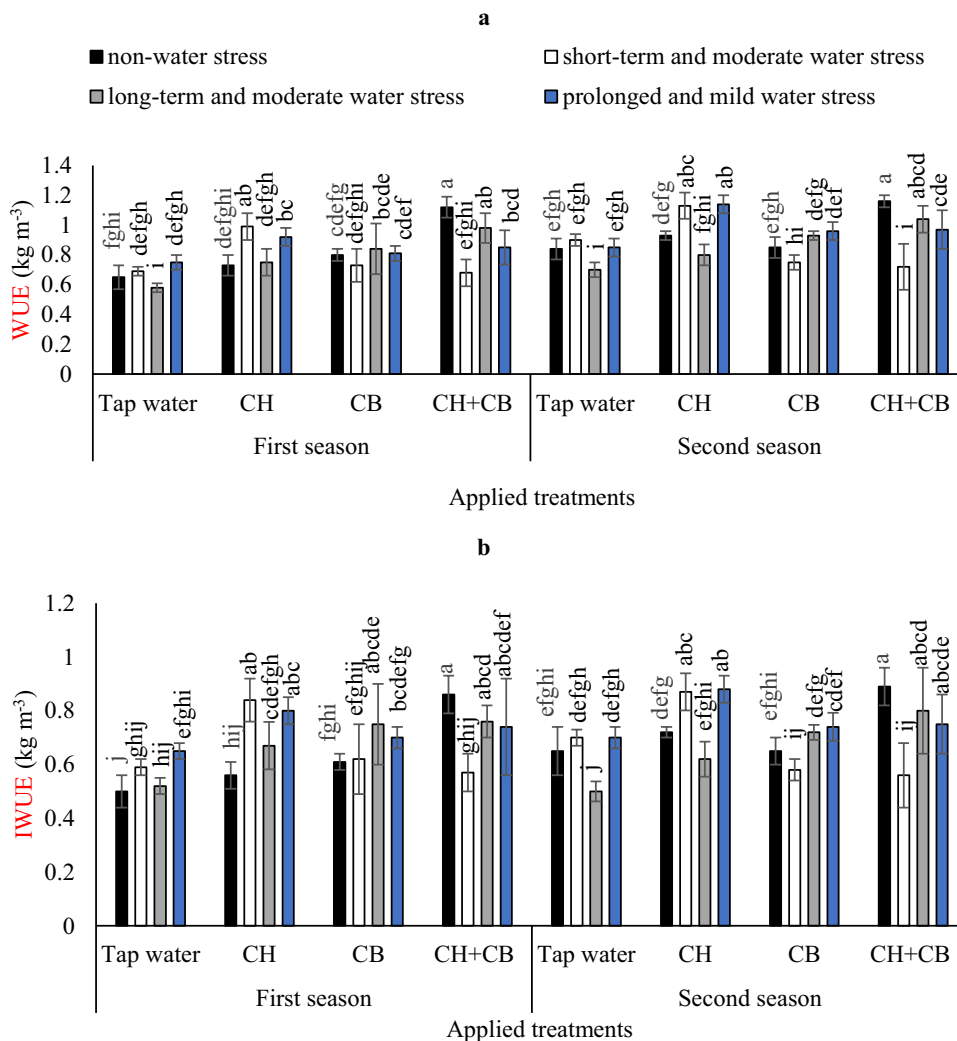 a
non-water stress
short-term and moderate water stress
long-term and moderate water stress
prolonged and mild water stress
WUE (kg m-3)
1.4
1.2
1
0.8
0.6
0.4
0.2
0
fghi defgh i defgh defghi ab defgh bc cdefg defghi bcde cdef a efghi ab bcd efgh efgh i efgh defg abc fghi ab efgh hi defg def a i abcd cde
Tap water CH CB CH+CB Tap water CH CB CH+CB
First season Second season
Applied treatments
b
IWUE (kg m-3)
1.2
1
0.8
0.6
0.4
0.2
0
j ghij hij efghi hij ab cdefgh abc fghi efghij abcde bcdefg a ghij abcd abcdef efghi defgh j defgh defg abc efghi ab efghi ij defg cdef a ij abcd abcde
Tap water CH CB CH+CB Tap water CH CB CH+CB
First season Second season
Applied treatments